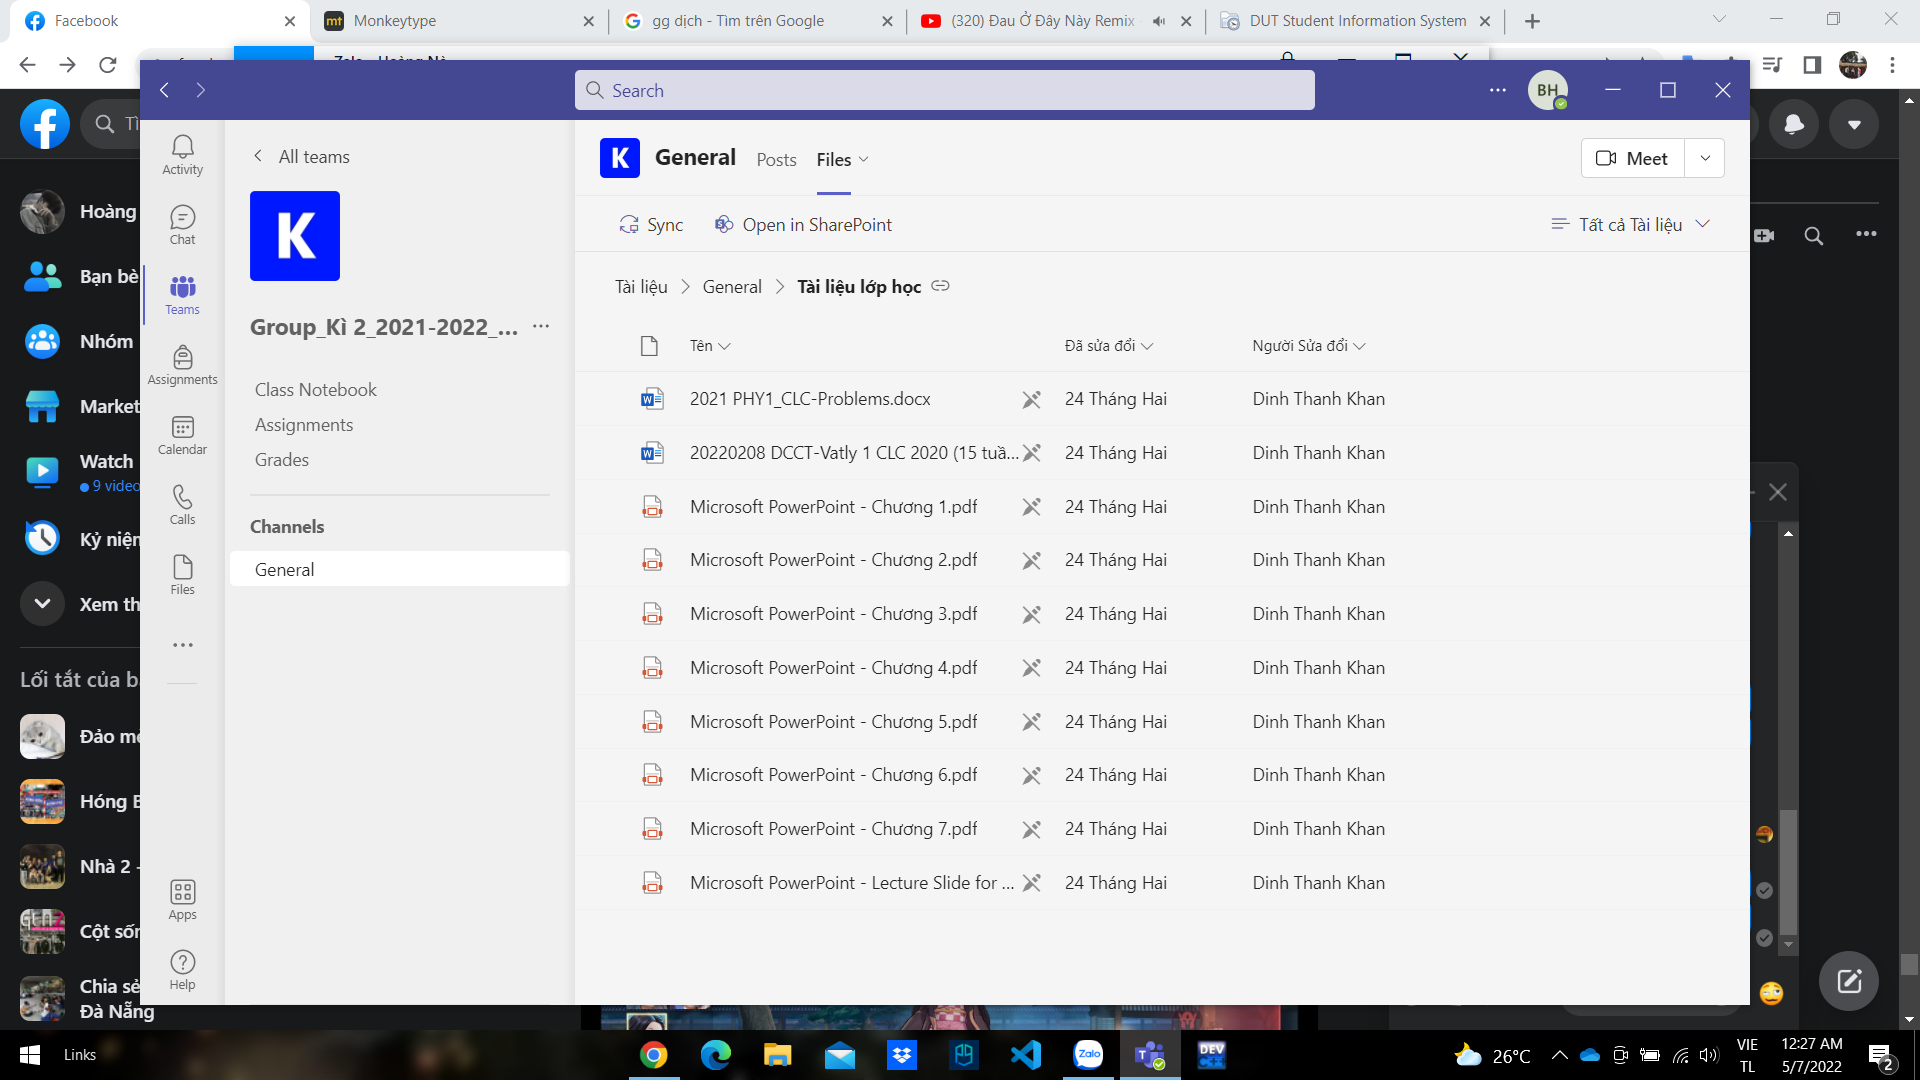 Facebook
Monkeytype
gg dịch - Tìm trên Google
(320) Đau Ở Đây Này Remix
DUT Student Information System
Search
BH
Hoàng
Bạn bè
Nhóm
Market
Watch
9 video
Kỷ niệm
Xem th
Lối tắt của b
Đảo mè
Hóng B
Nhà 2 -
Cột sốn
Chia sẻ
Đà Nẵng
Activity
Chat
Teams
Assignments
Calendar
Calls
Files
Apps
Help
All teams
K
Group_Kì 2_2021-2022_...
Class Notebook
Assignments
Grades
Channels
General
K
General
Posts
Files
Meet
Sync
Open in SharePoint
Tất cả Tài liệu
Tài liệu
General
Tài liệu lớp học
Tên
Đã sửa đổi
Người Sửa đổi
2021 PHY1_CLC-Problems.docx 24 Tháng Hai Dinh Thanh Khan
20220208 DCCT-Vatly 1 CLC 2020 (15 tuầ... 24 Tháng Hai Dinh Thanh Khan
Microsoft PowerPoint - Chương 1.pdf 24 Tháng Hai Dinh Thanh Khan
Microsoft PowerPoint - Chương 2.pdf 24 Tháng Hai Dinh Thanh Khan
Microsoft PowerPoint - Chương 3.pdf 24 Tháng Hai Dinh Thanh Khan
Microsoft PowerPoint - Chương 4.pdf 24 Tháng Hai Dinh Thanh Khan
Microsoft PowerPoint - Chương 5.pdf 24 Tháng Hai Dinh Thanh Khan
Microsoft PowerPoint - Chương 6.pdf 24 Tháng Hai Dinh Thanh Khan
Microsoft PowerPoint - Chương 7.pdf 24 Tháng Hai Dinh Thanh Khan
Microsoft PowerPoint - Lecture Slide for ... 24 Tháng Hai Dinh Thanh Khan
Links
Zalo
DEV
26°C
VIE
TL
12:27 AM
5/7/2022
2